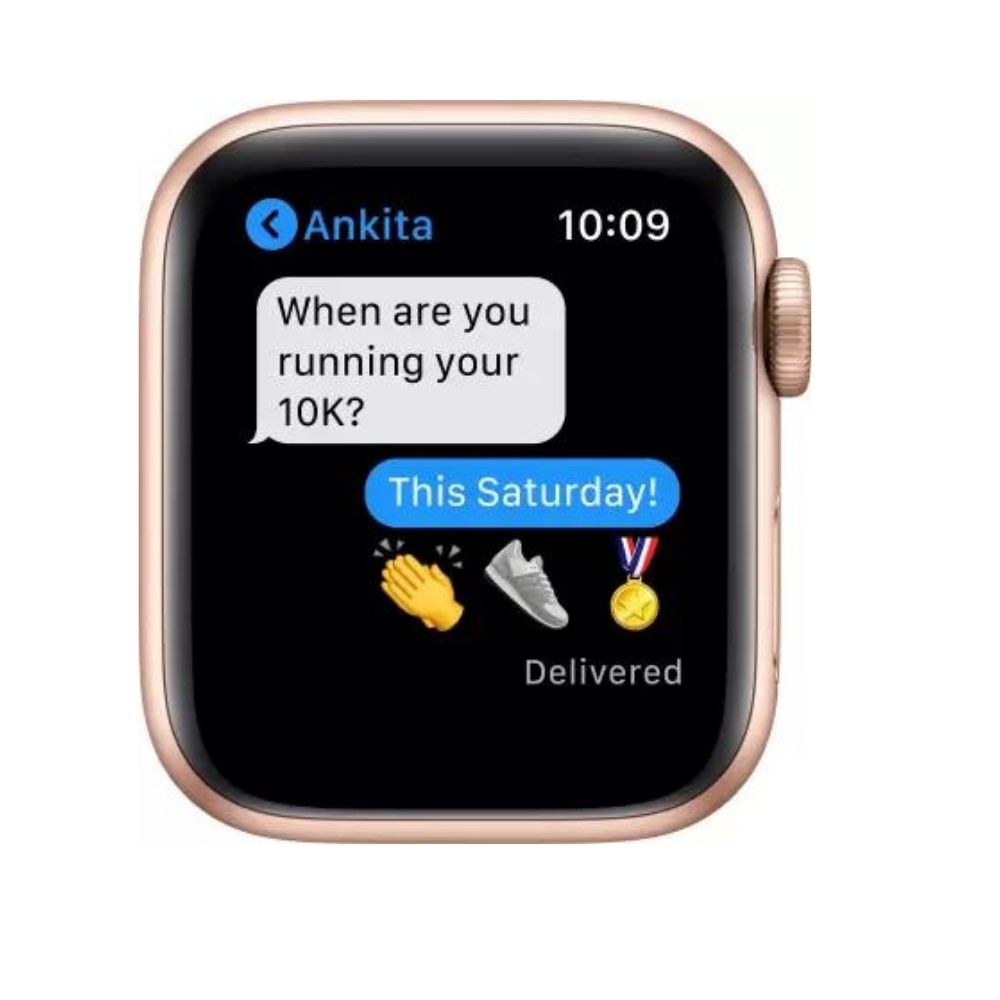 Ankita 10:09
When are you
running your
10K?
This Saturday!
Delivered